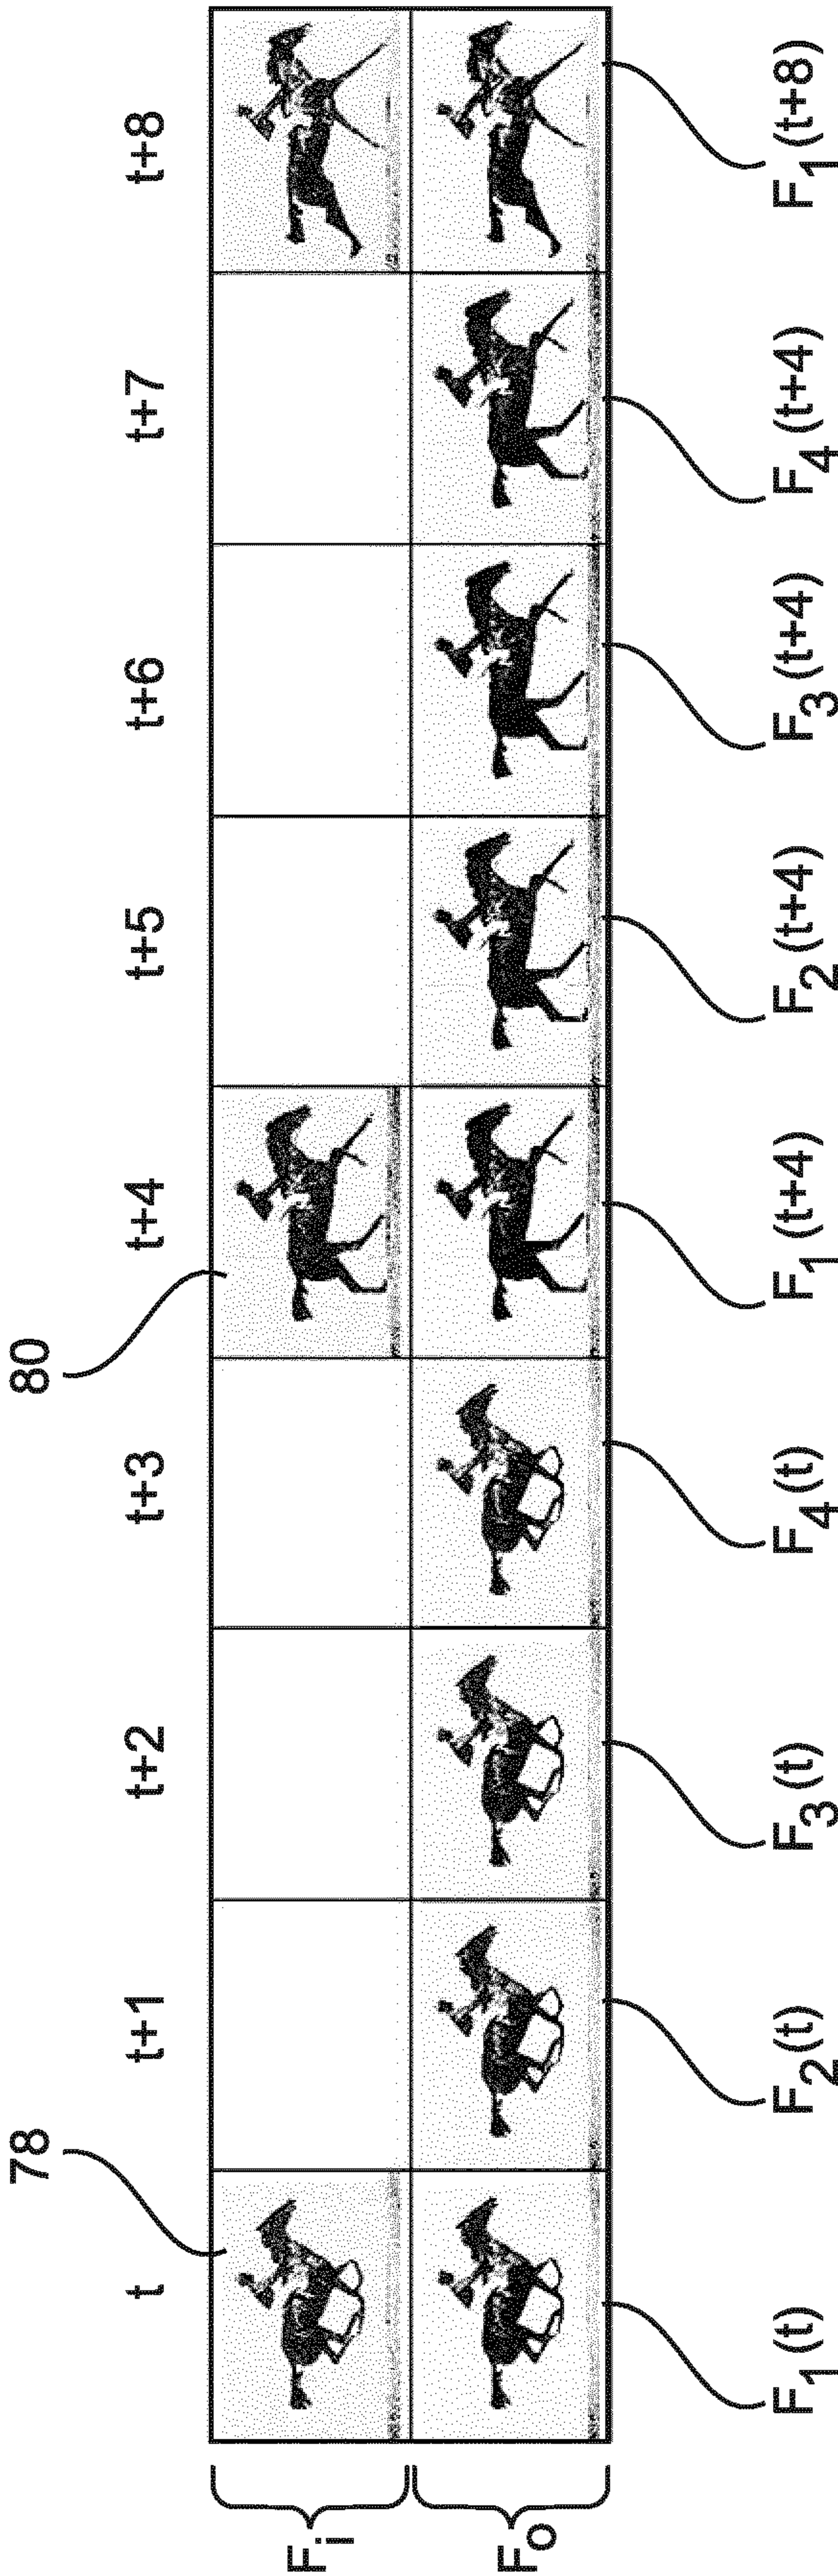 78
80
t
t+1
t+2
t+3
t+4
t+5
t+6
t+7
t+8
Fi
Fo
F1(t)
F2(t)
F3(t)
F4(t)
F1(t+4)
F2(t+4)
F3(t+4)
F4(t+4)
F1(t+8)